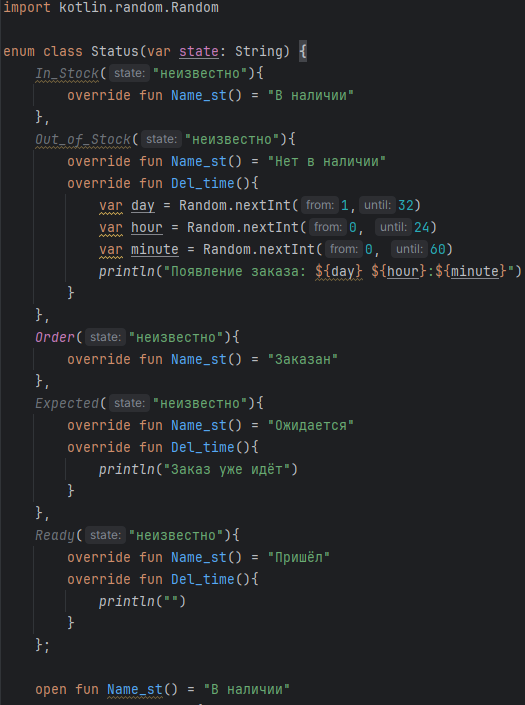 import kotlin.random.Random
enum class Status(var state: String) {
In_Stock( state: "неизвестно"){
override fun Name_st() = "В наличии"
},
Out_of_Stock( state: "неизвестно"){
override fun Name_st() = "Нет в наличии"
override fun Del_time(){
var day = Random.nextInt( from: 1, until: 32)
var hour = Random.nextInt( from: 0, until: 24)
var minute = Random.nextInt( from: 0, until: 60)
println("Появление заказа: ${day} ${hour}:${minute}")
}
},
Order( state: "неизвестно"){
override fun Name_st() = "Заказан"
},
Expected( state: "неизвестно"){
override fun Name_st() = "Ожидается"
override fun Del_time(){
println("Заказ уже идёт")
}
},
Ready( state: "неизвестно"){
override fun Name_st() = "Пришёл"
override fun Del_time(){
println("")
}
};
open fun Name_st() = "В наличии"